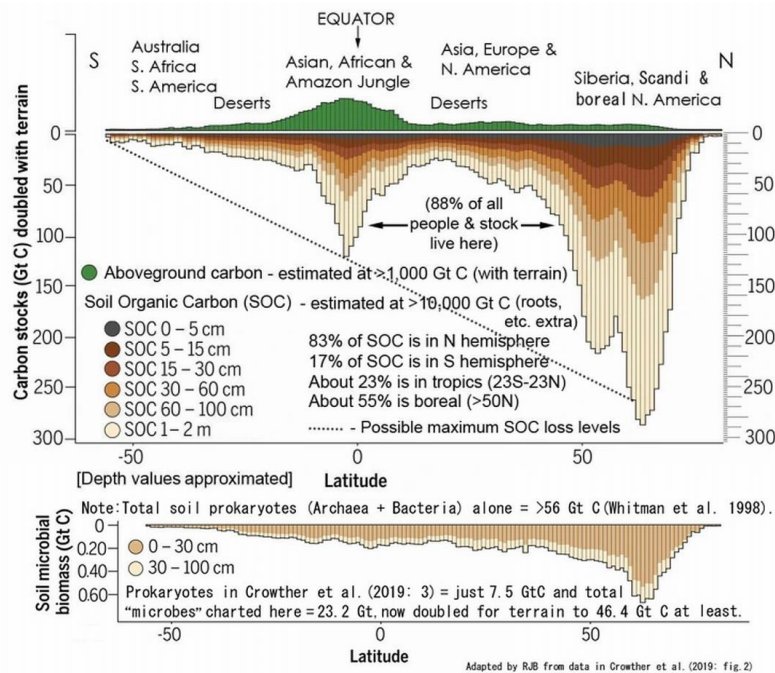 EQUATOR
S
Australia
S. Africa
S. America
Deserts
Asian, African &
Amazon Jungle
Asia, Europe &
N. America
Deserts
Siberia, Scandi &
boreal N. America
N
Carbon stocks (Gt C) doubled with terrain
0
50
100
150
200
250
300
0
50
100
150
200
250
300
(88% of all
people & stock
live here)
Aboveground carbon - estimated at >1,000 Gt C (with terrain)
Soil Organic Carbon (SOC) - estimated at >10,000 Gt C (roots,
etc. extra)
SOC 0 – 5 cm
SOC 5 – 15 cm
SOC 15 – 30 cm
SOC 30 – 60 cm
SOC 60 – 100 cm
SOC 1 – 2 m
83% of SOC is in N hemisphere
17% of SOC is in S hemisphere
About 23% is in tropics (23S-23N)
About 55% is boreal (>50N)
- Possible maximum SOC loss levels
-50
0
50
[Depth values approximated]
Latitude
Note:Total soil prokaryotes (Archaea + Bacteria) alone = >56 Gt C(Whitman et al. 1998).
Soil microbial
biomass (Gt C)
0
0.20
0.40
0.60
0 – 30 cm
30 – 100 cm
Prokaryotes in Crowther et al.(2019: 3) = just 7.5 GtC and total
"microbes" charted here = 23.2 Gt, now doubled for terrain to 46.4 Gt C at least.
-50
0
50
Latitude
Adapted by RJB from data in Crowther et al.(2019: fig.2)